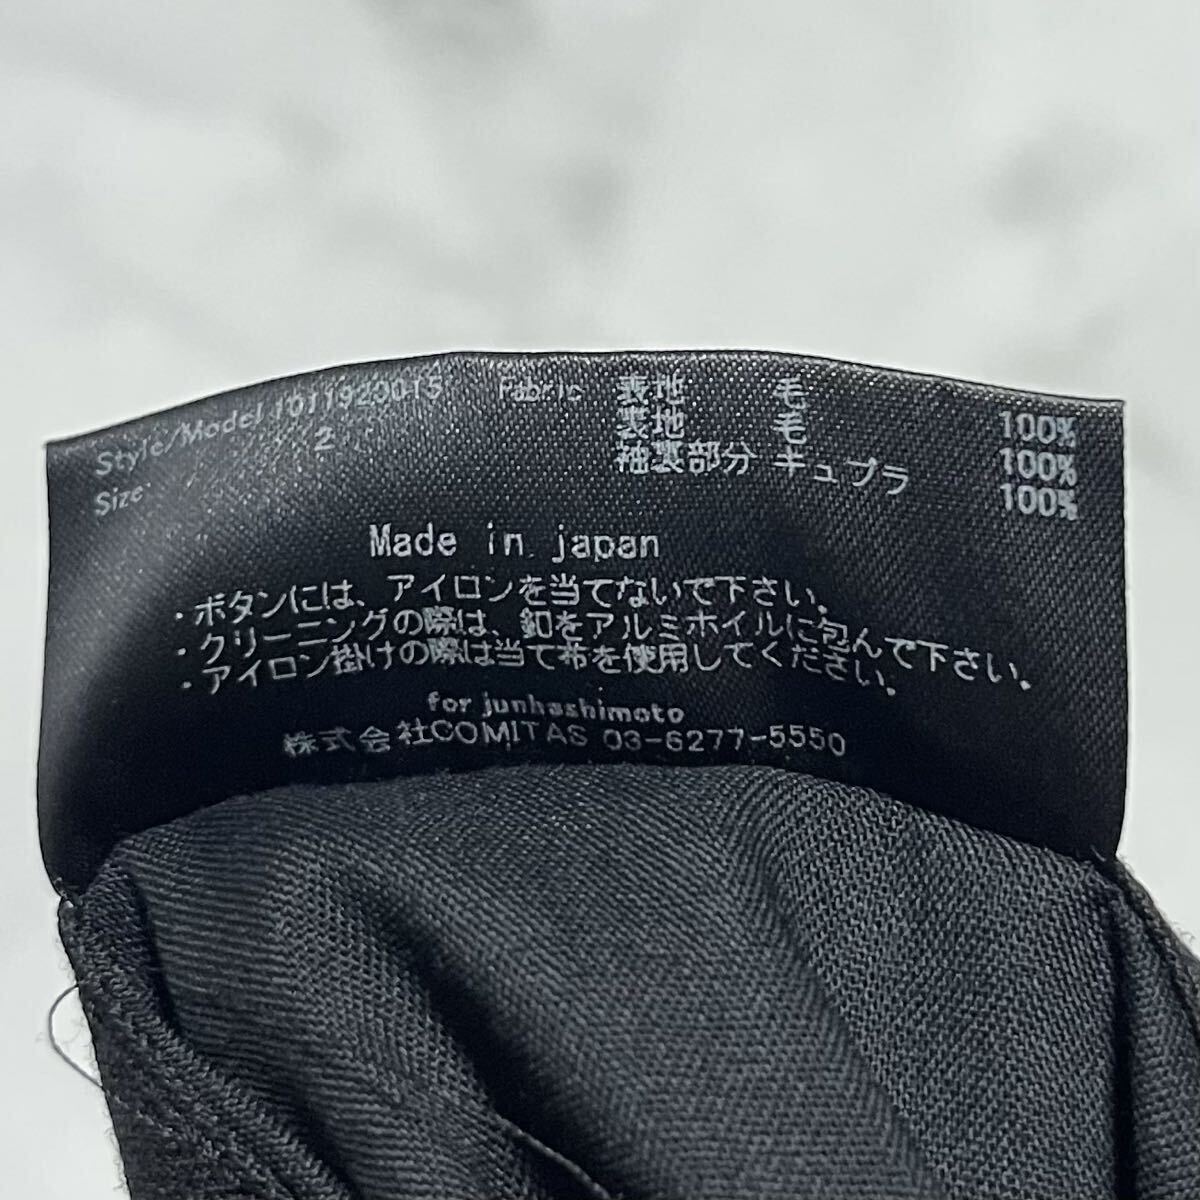 Style/Model 1011923015 Fabric 表地 毛 100%
Size 2 裏地 毛 100%
袖裏部分 キュプラ 100%
Made in japan
・ボタンには、アイロンを当てないで下さい。
・クリーニングの際は、釦をアルミホイルに包んで下さい。
・アイロン掛けの際は当て布を使用してください。
for junhashimoto
株式会社COMITAS 03-6277-5550